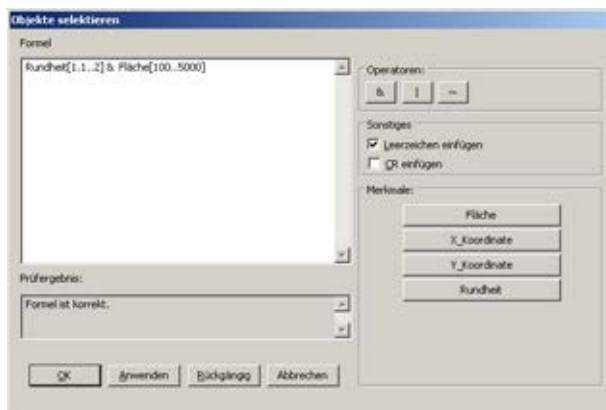 Objekte selektieren
Formel
Rundheit[1.1..2] & Fläche[100..5000]
Operatoren:
& | ~
Sonstiges
Leerzeichen einfügen
CR einfügen
Merkmale:
Fläche
X_Koordinate
Y_Koordinate
Rundheit
Prüfergebnis:
Formel ist korrekt.
OK Anwenden Rückgängig Abbrechen